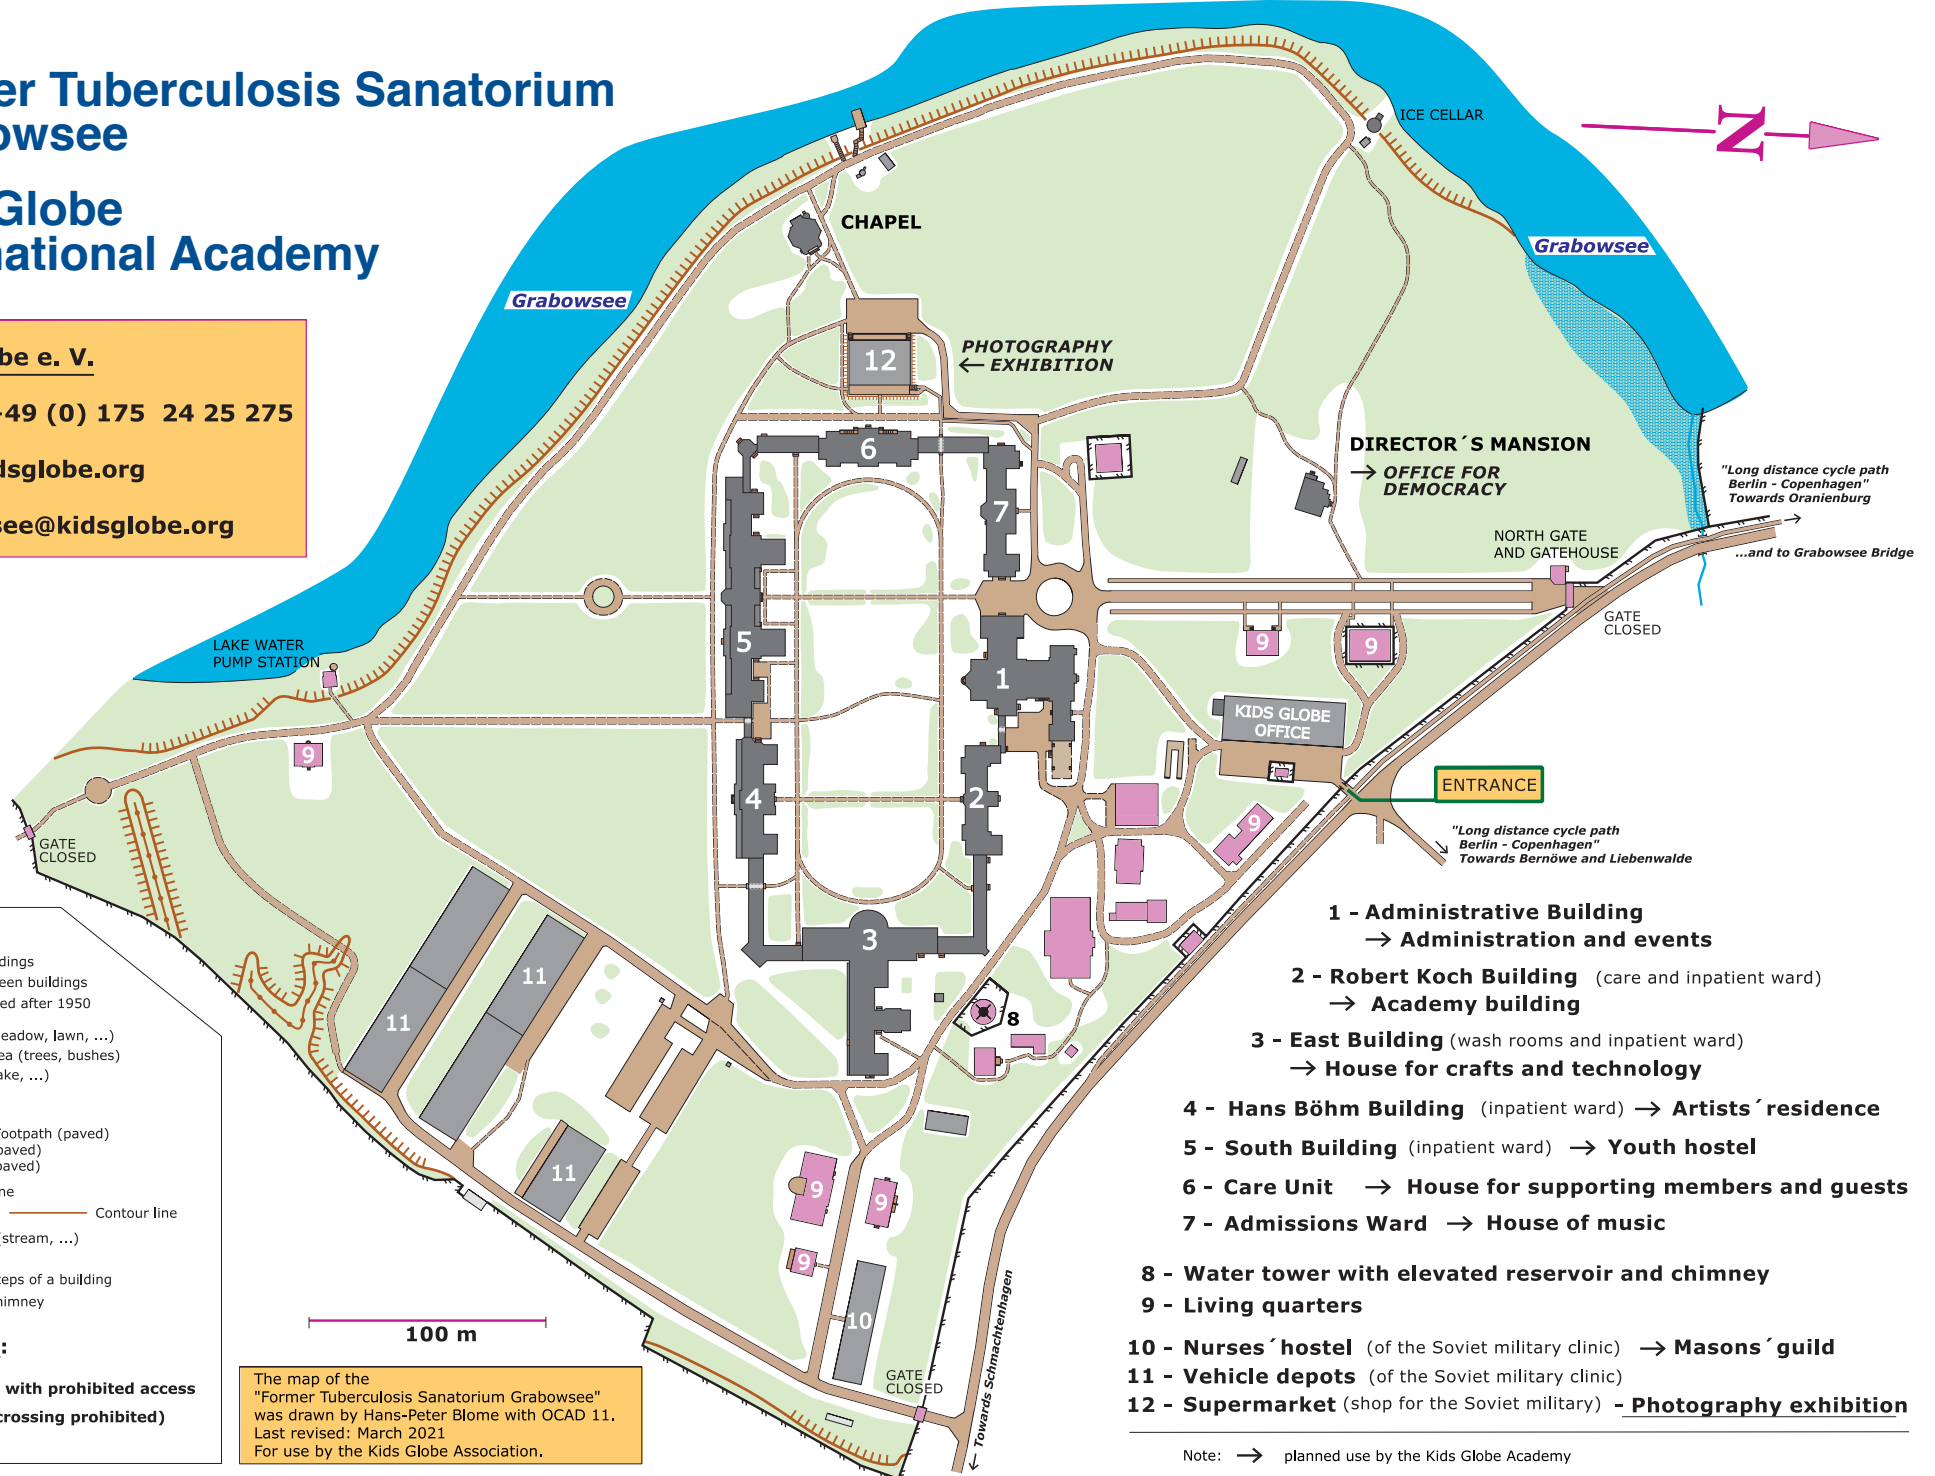 er Tuberculosis Sanatorium
owsee
Globe
national Academy
be e. V.
-49 (0) 175 24 25 275
dsglobe.org
see@kidsglobe.org
Grabowsee
CHAPEL
ICE CELLAR
N
Grabowsee
12
PHOTOGRAPHY
← EXHIBITION
6
7
DIRECTOR´S MANSION
→ OFFICE FOR
DEMOCRACY
"Long distance cycle path
Berlin - Copenhagen"
Towards Oranienburg
...and to Grabowsee Bridge
NORTH GATE
AND GATEHOUSE
GATE
CLOSED
LAKE WATER
PUMP STATION
5
1
9
9
KIDS GLOBE
OFFICE
9
4
2
9
ENTRANCE
"Long distance cycle path
Berlin - Copenhagen"
Towards Bernöwe and Liebenwalde
GATE
CLOSED
3
8
11
11
11
9
9
9
10
GATE
CLOSED
Towards Schmachtenhagen
1 - Administrative Building
→ Administration and events
2 - Robert Koch Building (care and inpatient ward)
→ Academy building
3 - East Building (wash rooms and inpatient ward)
→ House for crafts and technology
4 - Hans Böhm Building (inpatient ward) → Artists´residence
5 - South Building (inpatient ward) → Youth hostel
6 - Care Unit → House for supporting members and guests
7 - Admissions Ward → House of music
8 - Water tower with elevated reservoir and chimney
9 - Living quarters
10 - Nurses´hostel (of the Soviet military clinic) → Masons´guild
11 - Vehicle depots (of the Soviet military clinic)
12 - Supermarket (shop for the Soviet military) - Photography exhibition
Note: → planned use by the Kids Globe Academy
dings
een buildings
ed after 1950
eadow, lawn, ...)
ea (trees, bushes)
ake, ...)
ootpath (paved)
paved)
paved)
ne
Contour line
(stream, ...)
teps of a building
himney
:
with prohibited access
crossing prohibited)
100 m
The map of the
"Former Tuberculosis Sanatorium Grabowsee"
was drawn by Hans-Peter Blome with OCAD 11.
Last revised: March 2021
For use by the Kids Globe Association.